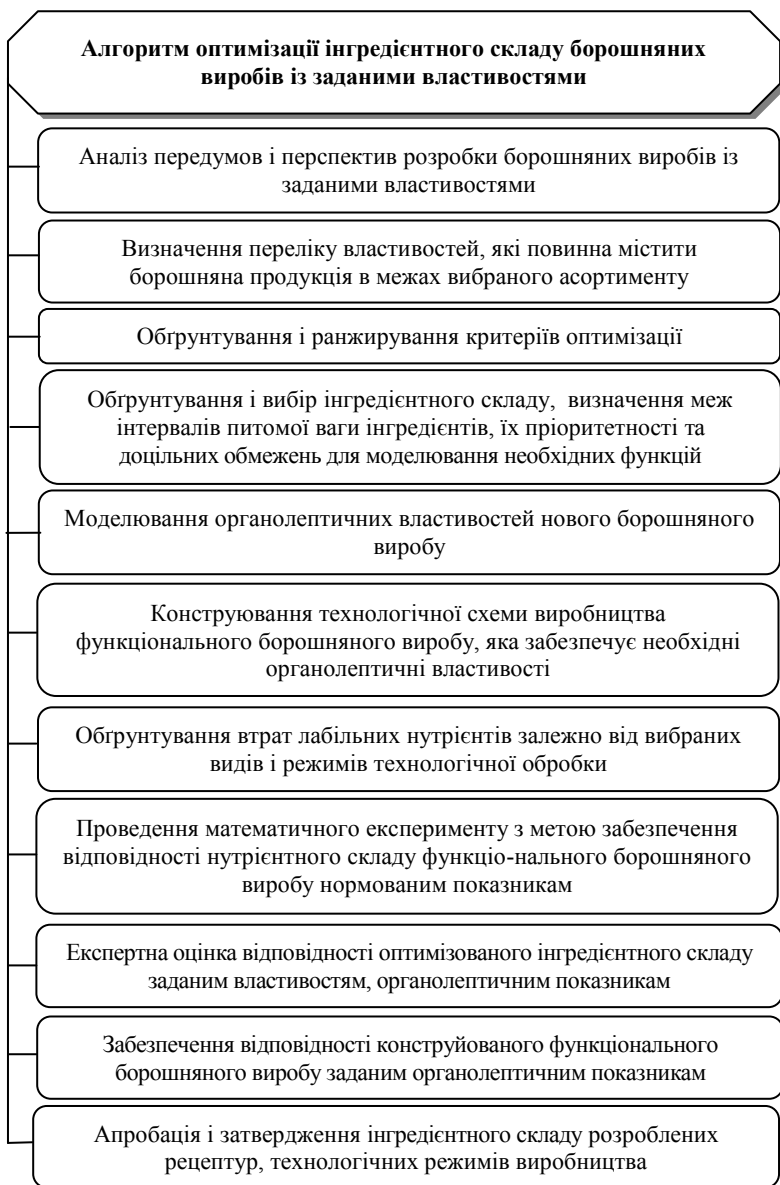 Алгоритм оптимізації інгредієнтного складу борошняних
виробів із заданими властивостями
Аналіз передумов і перспектив розробки борошняних виробів із
заданими властивостями
Визначення переліку властивостей, які повинна містити
борошняна продукція в межах вибраного асортименту
Обґрунтування і ранжирування критеріїв оптимізації
Обґрунтування і вибір інгредієнтного складу, визначення меж
інтервалів питомої ваги інгредієнтів, їх пріоритетності та
доцільних обмежень для моделювання необхідних функцій
Моделювання органолептичних властивостей нового борошняного
виробу
Конструювання технологічної схеми виробництва
функціонального борошняного виробу, яка забезпечує необхідні
органолептичні властивості
Обґрунтування втрат лабільних нутрієнтів залежно від вибраних
видів і режимів технологічної обробки
Проведення математичного експерименту з метою забезпечення
відповідності нутрієнтного складу функціо-нального борошняного
виробу нормованим показникам
Експертна оцінка відповідності оптимізованого інгредієнтного складу
заданим властивостям, органолептичним показникам
Забезпечення відповідності конструйованого функціонального
борошняного виробу заданим органолептичним показникам
Апробація і затвердження інгредієнтного складу розроблених
рецептур, технологічних режимів виробництва